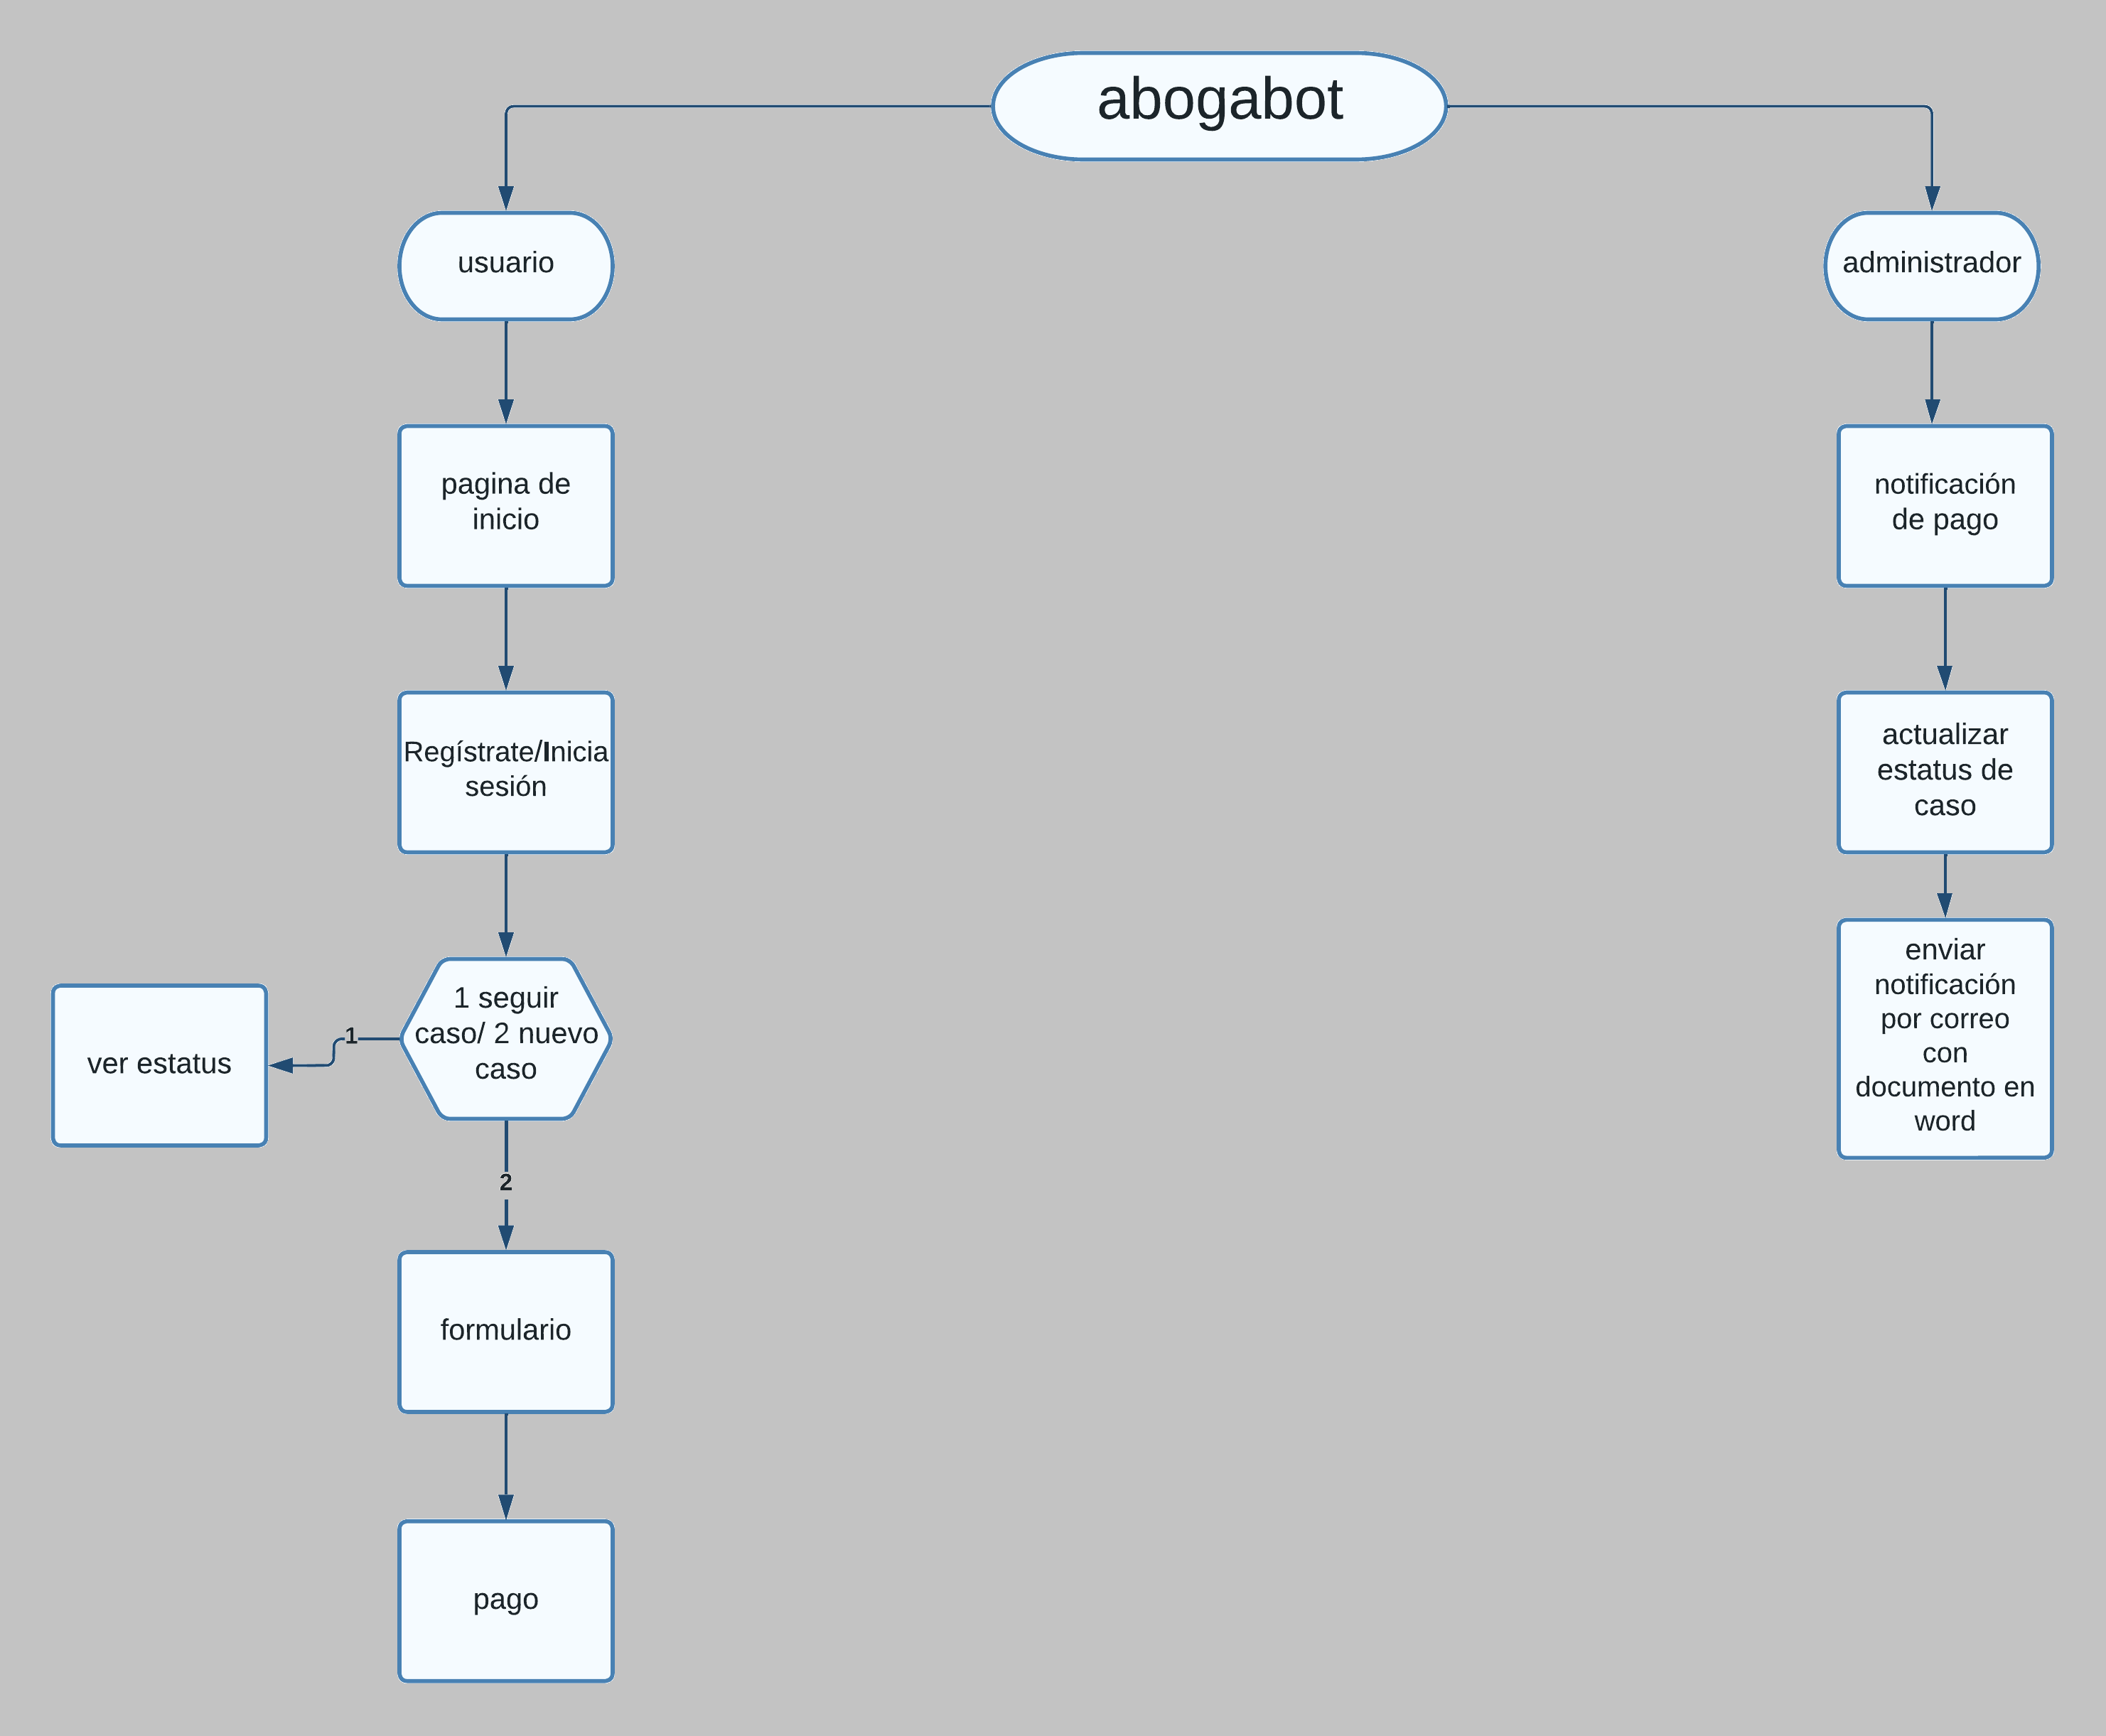 abogabot
usuario
administrador
pagina de
inicio
notificación
de pago
Regístrate/Inicia
sesión
actualizar
estatus de
caso
1 seguir
caso/ 2 nuevo
caso
1
ver estatus
enviar
notificación
por correo
con
documento en
word
2
formulario
pago